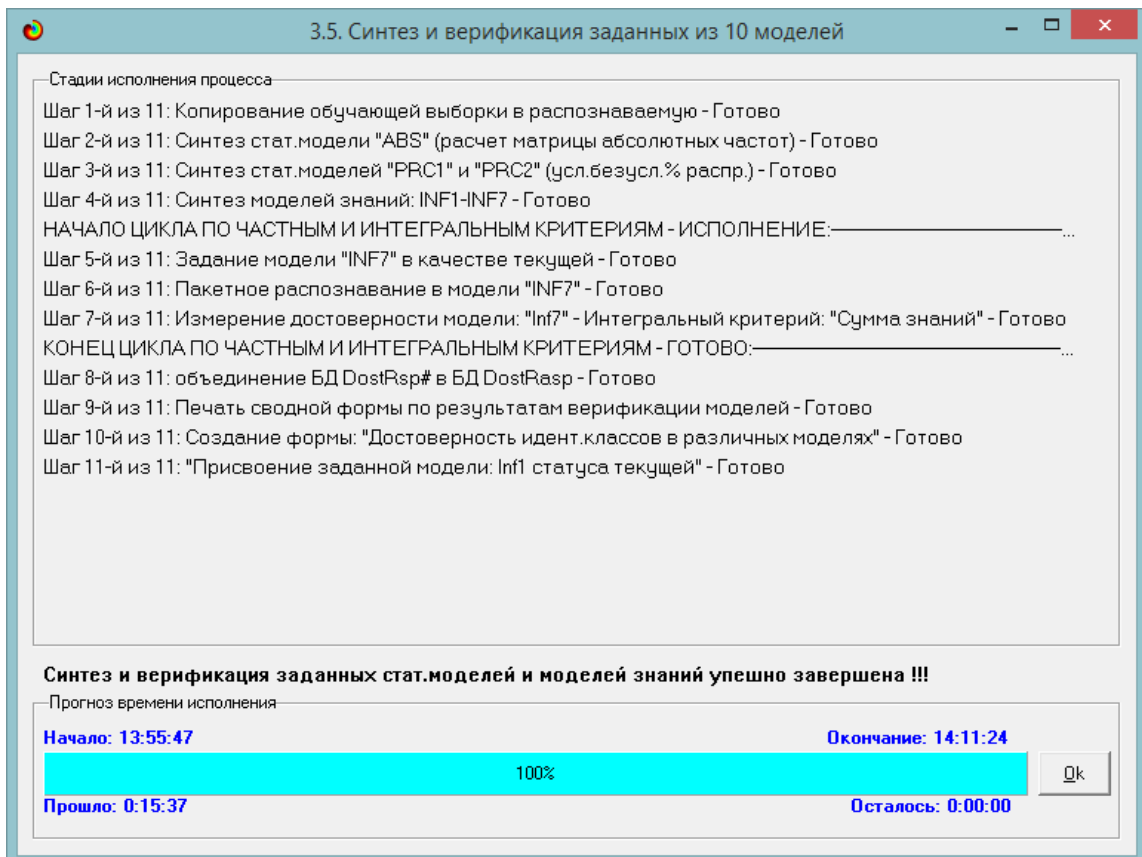 3.5. Синтез и верификация заданных из 10 моделей
Стадии исполнения процесса
Шаг 1-й из 11: Копирование обучающей выборки в распознаваемую - Готово
Шаг 2-й из 11: Синтез стат.модели "ABS" (расчет матрицы абсолютных частот) - Готово
Шаг 3-й из 11: Синтез стат.моделей "PRC1" и "PRC2" (усл.безусл.% распр.) - Готово
Шаг 4-й из 11: Синтез моделей знаний: INF1-INF7 - Готово
НАЧАЛО ЦИКЛА ПО ЧАСТНЫМ И ИНТЕГРАЛЬНЫМ КРИТЕРИЯМ - ИСПОЛНЕНИЕ:————————...
Шаг 5-й из 11: Задание модели "INF7" в качестве текущей - Готово
Шаг 6-й из 11: Пакетное распознавание в модели "INF7" - Готово
Шаг 7-й из 11: Измерение достоверности модели: "Inf7" - Интегральный критерий: "Сумма знаний" - Готово
КОНЕЦ ЦИКЛА ПО ЧАСТНЫМ И ИНТЕГРАЛЬНЫМ КРИТЕРИЯМ - ГОТОВО:————————...
Шаг 8-й из 11: объединение БД DostRsp# в БД DostRasp - Готово
Шаг 9-й из 11: Печать сводной формы по результатам верификации моделей - Готово
Шаг 10-й из 11: Создание формы: "Достоверность идент.классов в различных моделях" - Готово
Шаг 11-й из 11: "Присвоение заданной модели: Inf1 статуса текущей" - Готово
Синтез и верификация заданных стат.моделей и моделей знаний упешно завершена !!!
Прогноз времени исполнения
Начало: 13:55:47 Окончание: 14:11:24
100% Ok
Прошло: 0:15:37 Осталось: 0:00:00